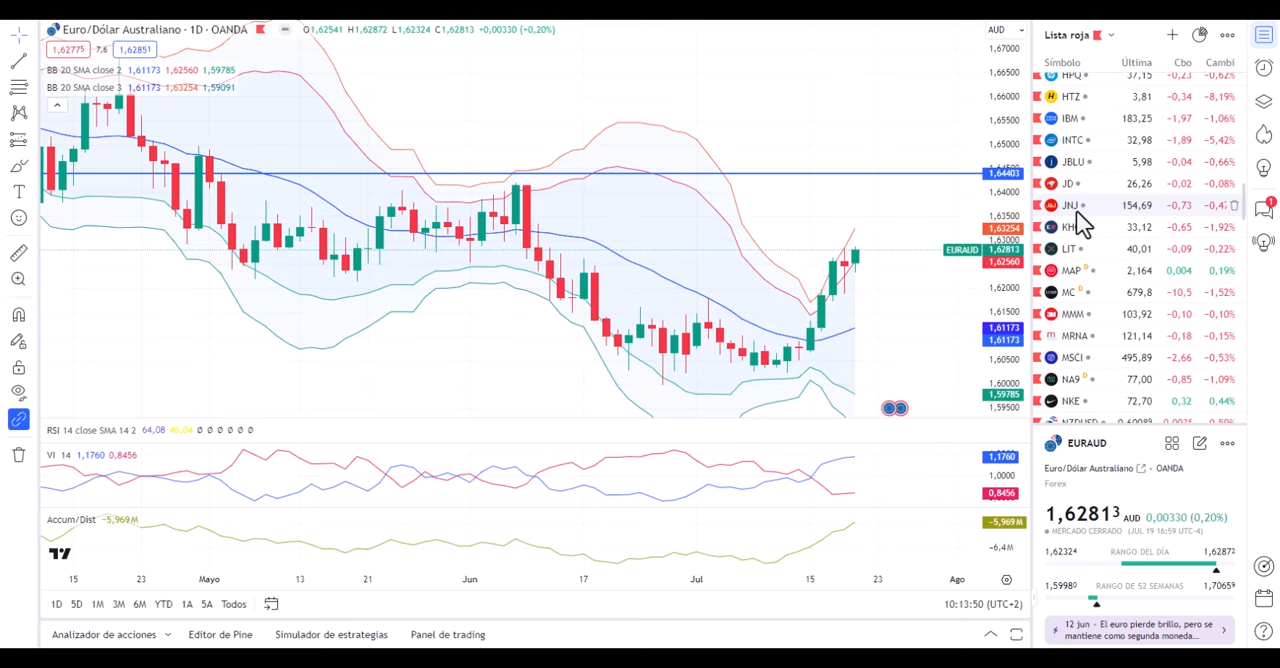 Euro/Dólar Australiano · 1D · OANDA O1,62541 H1,62872 L1,62324 C1,62813 +0,00330 (+0,20%)
1,62775 7,6 1,62851
BB 20 SMA close 2 1,61173 1,62560 1,59785
BB 20 SMA close 3 1,61173 1,63254 1,59091
AUD
1,67000
1,66500
1,66000
1,65500
1,65000
1,64403
1,64000
1,63500
1,63254
1,63000
EURAUD 1,62813
1,62560
1,62000
1,61500
1,61173
1,61173
1,60500
1,60000
1,59785
1,59500
RSI 14 close SMA 14 2 64,08 Ø Ø Ø Ø Ø Ø
VI 14 1,1760 0,8456
1,1760
1,0000
0,8456
Accum/Dist −5,969M
−5,969M
−6,4M
15 23 Mayo 13 21 Jun 17 Jul 15 23 Ago
1D 5D 1M 3M 6M YTD 1A 5A Todos
10:13:50 (UTC+2)
Analizador de acciones Editor de Pine Simulador de estrategias Panel de trading
Lista roja
Símbolo Última Cbo Cambi
HPQ 37,15 −0,23 −0,62%
HTZ 3,81 −0,34 −8,19%
IBM 183,25 −1,97 −1,06%
INTC 32,98 −1,89 −5,42%
JBLU 5,98 −0,04 −0,66%
JD 26,26 −0,02 −0,08%
JNJ 154,69 −0,73 −0,47
KH 33,12 −0,65 −1,92%
LIT 40,01 −0,09 −0,22%
MAP D 2,164 0,004 0,19%
MC D 679,8 −10,5 −1,52%
MMM 103,92 −0,10 −0,10%
MRNA 121,14 −0,18 −0,15%
MSCI 495,89 −2,66 −0,53%
NA9 D 77,00 −0,85 −1,09%
NKE 72,70 0,32 0,44%
EURAUD
Euro/Dólar Australiano · OANDA
Forex
1,62813 AUD 0,00330 (0,20%)
MERCADO CERRADO (JUL 19 16:59 UTC-4)
1,62324 RANGO DEL DÍA 1,62872
1,59980 RANGO DE 52 SEMANAS 1,70659
12 jun · El euro pierde brillo, pero se
mantiene como segunda moneda...
1